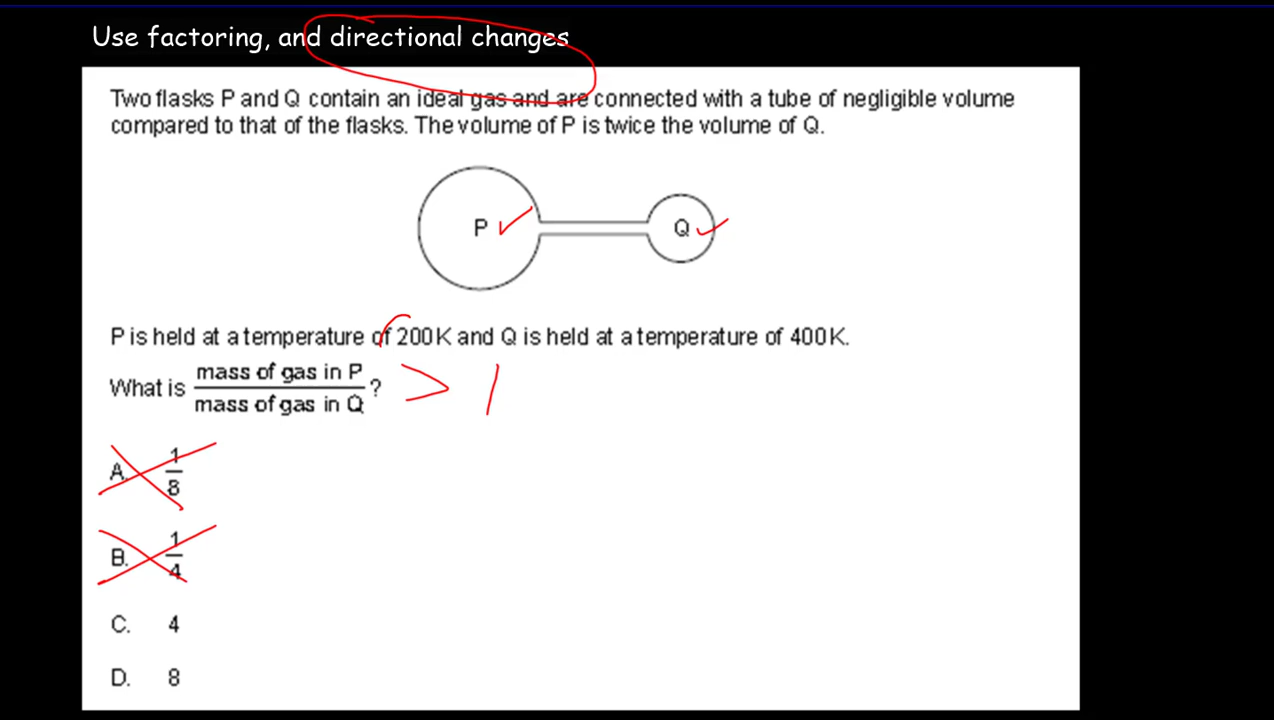 Use factoring, and directional changes
Two flasks P and Q contain an ideal gas and are connected with a tube of negligible volume
compared to that of the flasks. The volume of P is twice the volume of Q.
P Q
P is held at a temperature of 200K and Q is held at a temperature of 400K.
What is mass of gas in P / mass of gas in Q ? > 1
A. 1/8
B. 1/4
C. 4
D. 8